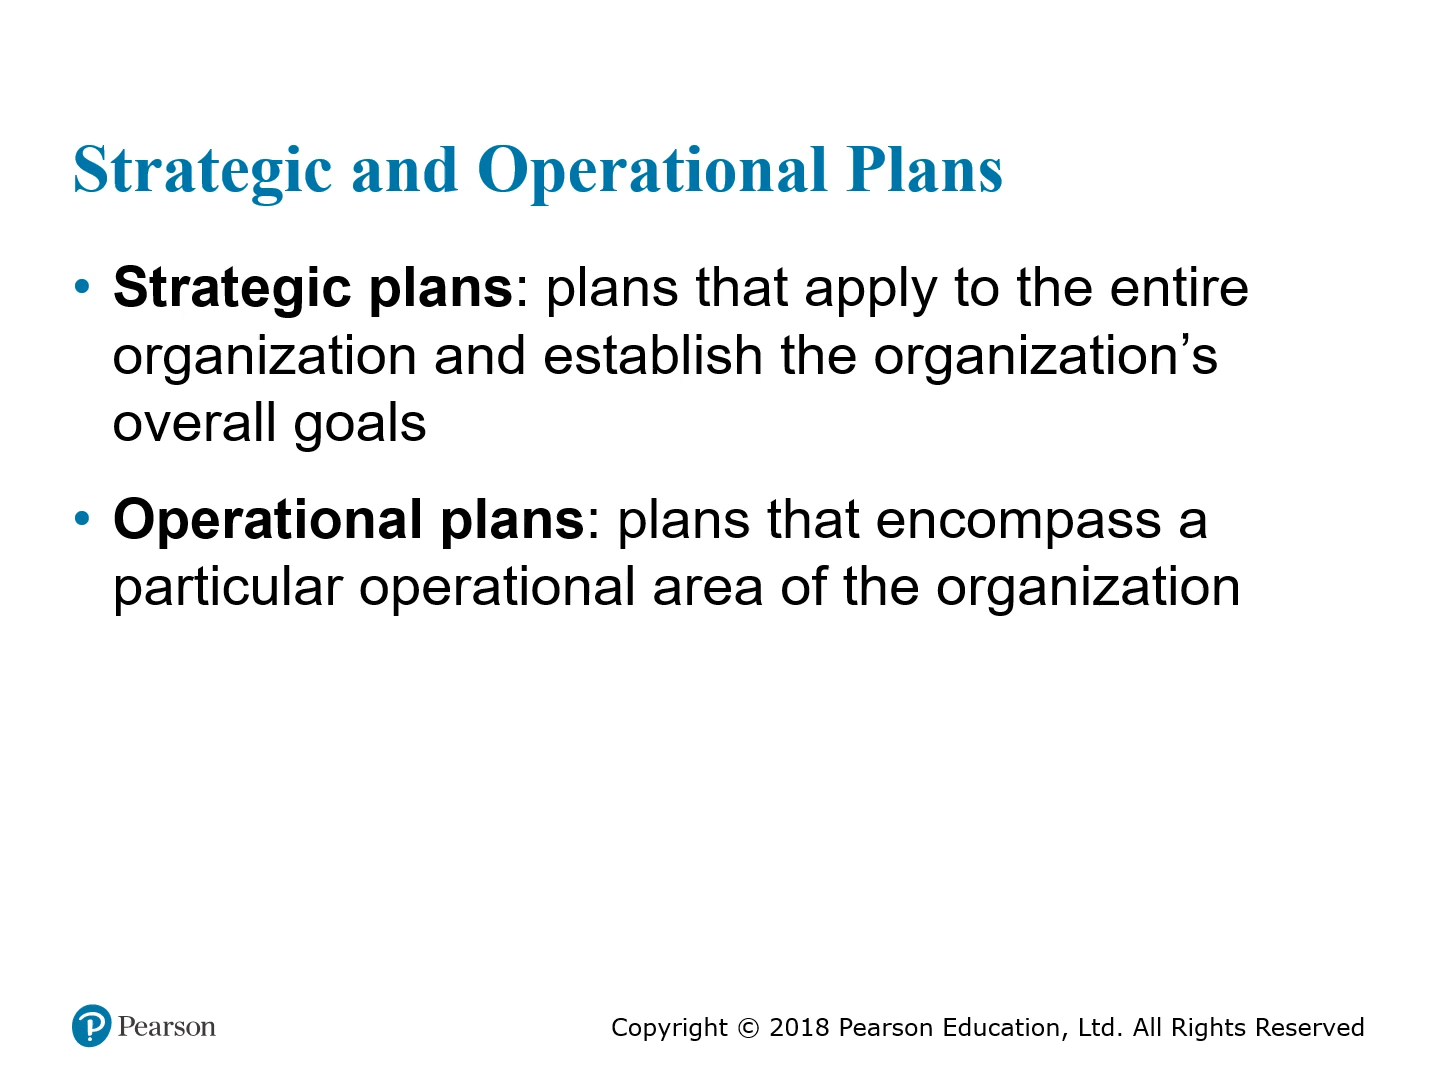 Strategic and Operational Plans
• Strategic plans: plans that apply to the entire
organization and establish the organization’s
overall goals
• Operational plans: plans that encompass a
particular operational area of the organization
Pearson
Copyright © 2018 Pearson Education, Ltd. All Rights Reserved